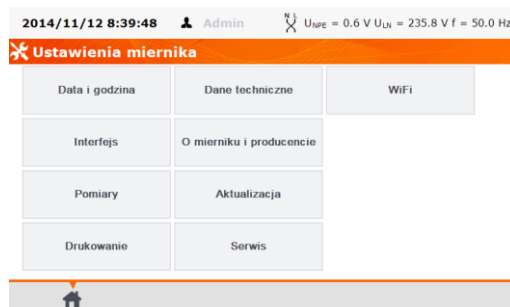 2014/11/12 8:39:48 Admin N L UNPE = 0.6 V ULN = 235.8 V f = 50.0 Hz
Ustawienia miernika
Data i godzina Dane techniczne WiFi
Interfejs O mierniku i producencie
Pomiary Aktualizacja
Drukowanie Serwis